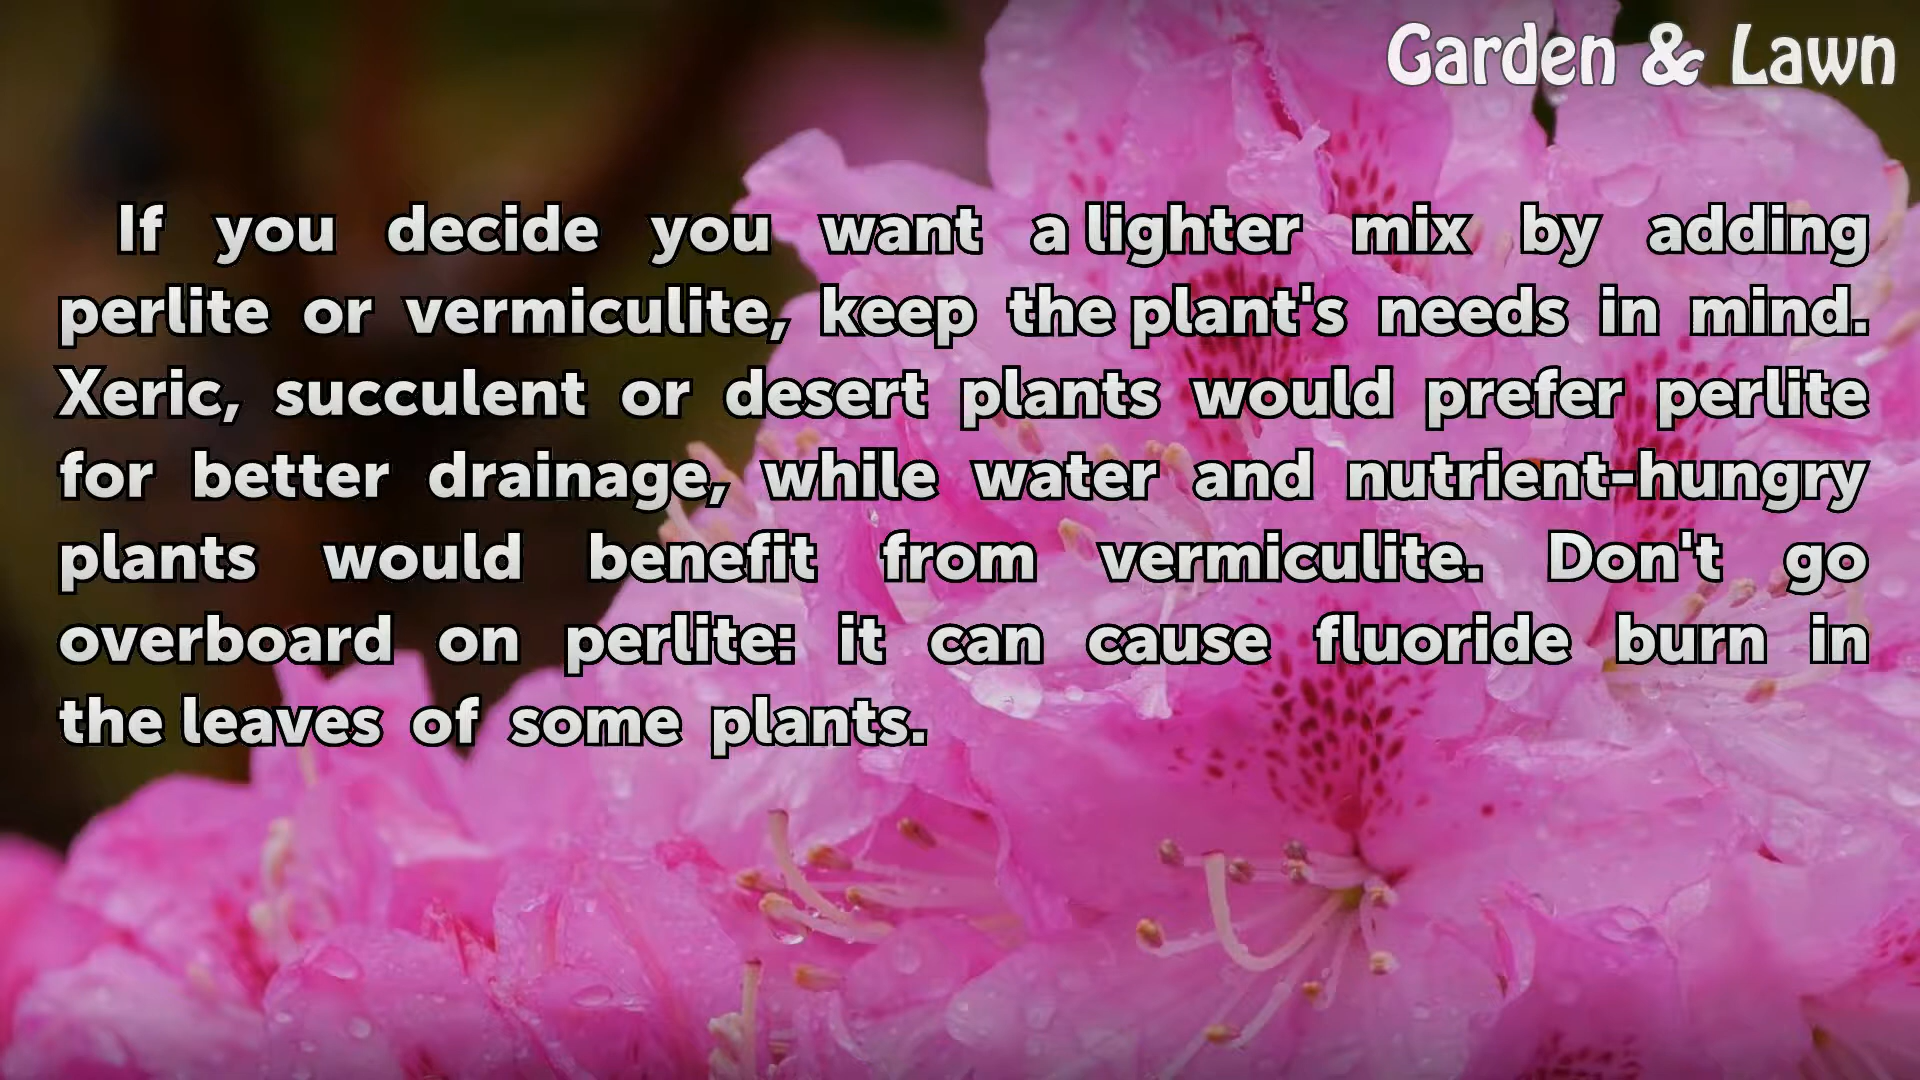 Garden & Lawn
If you decide you want a lighter mix by adding
perlite or vermiculite, keep the plant's needs in mind.
Xeric, succulent or desert plants would prefer perlite
for better drainage, while water and nutrient-hungry
plants would benefit from vermiculite. Don't go
overboard on perlite: it can cause fluoride burn in
the leaves of some plants.